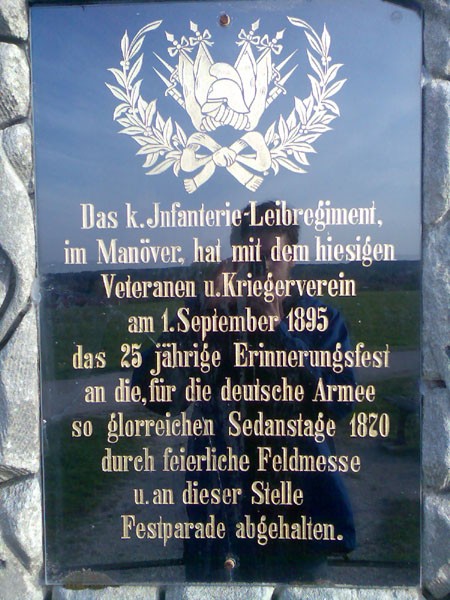 Das k. Infanterie-Leibregiment,
im Manöver, hat mit dem hiesigen
Veteranen u. Kriegerverein
am 1. September 1895
das 25 jährige Erinnerungsfest
an die, für die deutsche Armee
so glorreichen Sedanstage 1870
durch feierliche Feldmesse
u. an dieser Stelle
Festparade abgehalten.